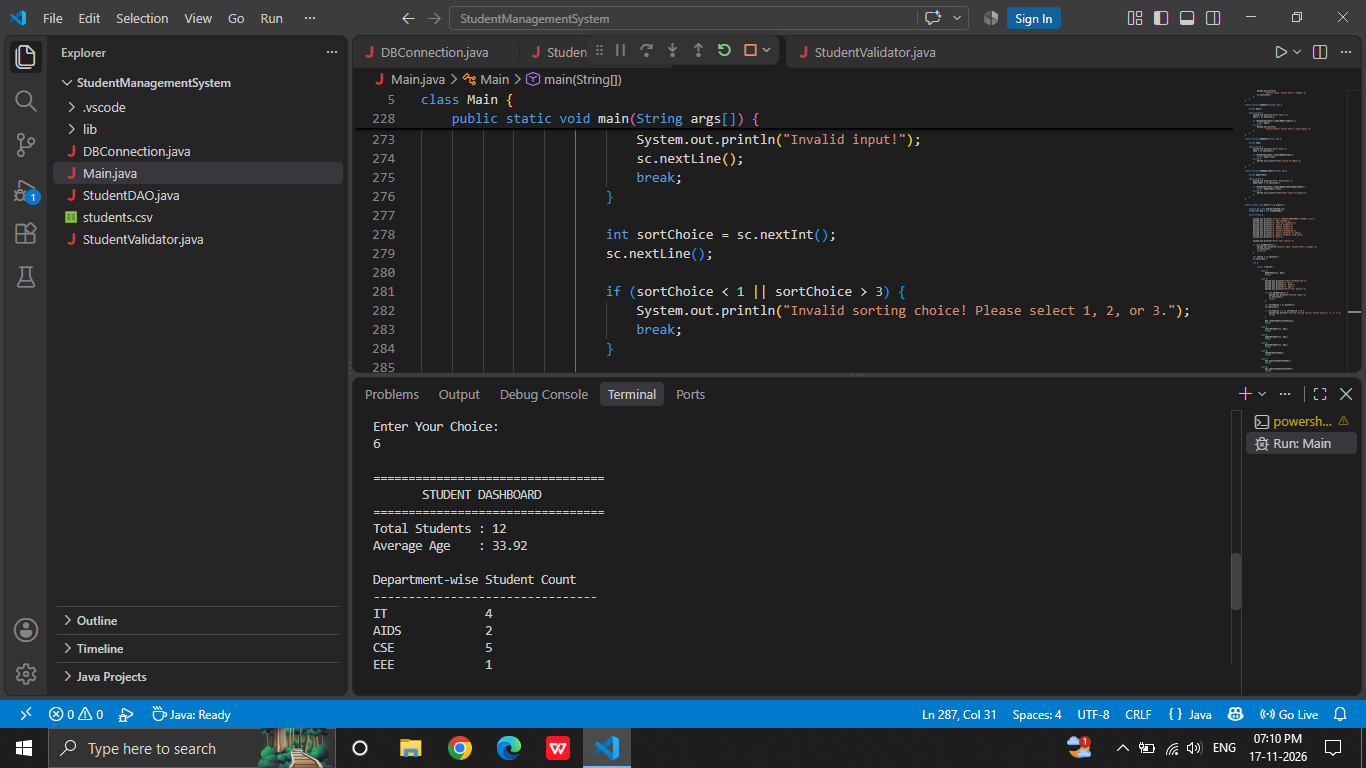 File Edit Selection View Go Run ··· StudentManagementSystem Sign In
Explorer ···
StudentManagementSystem
.vscode
lib
DBConnection.java
Main.java
StudentDAO.java
students.csv
StudentValidator.java
Outline
Timeline
Java Projects
1
DBConnection.java Studen StudentValidator.java ···
Main.java > Main > main(String[])
5 class Main {
228 public static void main(String args[]) {
273 System.out.println("Invalid input!");
274 sc.nextLine();
275 break;
276 }
277
278 int sortChoice = sc.nextInt();
279 sc.nextLine();
280
281 if (sortChoice < 1 || sortChoice > 3) {
282 System.out.println("Invalid sorting choice! Please select 1, 2, or 3.");
283 break;
284 }
285
Problems Output Debug Console Terminal Ports ···
powersh...
Run: Main
Enter Your Choice:
6
=================================
STUDENT DASHBOARD
=================================
Total Students : 12
Average Age : 33.92
Department-wise Student Count
--------------------------------
IT 4
AIDS 2
CSE 5
EEE 1
0 0 Java: Ready Ln 287, Col 31 Spaces: 4 UTF-8 CRLF { } Java Go Live
Type here to search 1 ENG 07:10 PM
17-11-2026